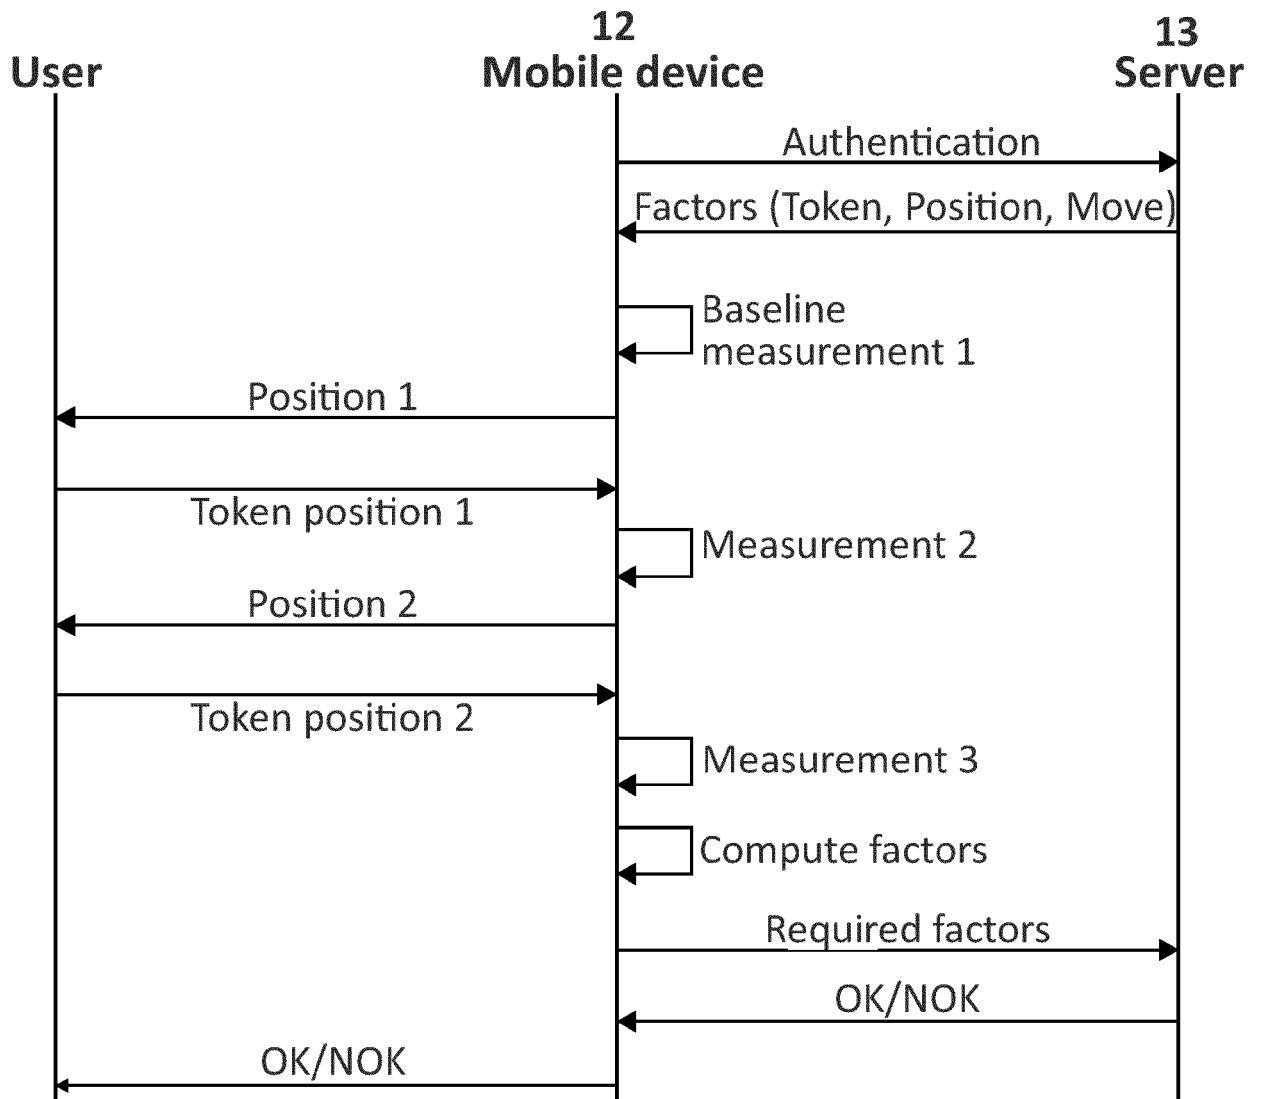 12
13
User
Mobile device
Server
Authentication
Factors (Token, Position, Move)
Baseline
measurement 1
Position 1
Token position 1
Measurement 2
Position 2
Token position 2
Measurement 3
Compute factors
Required factors
OK/NOK
OK/NOK